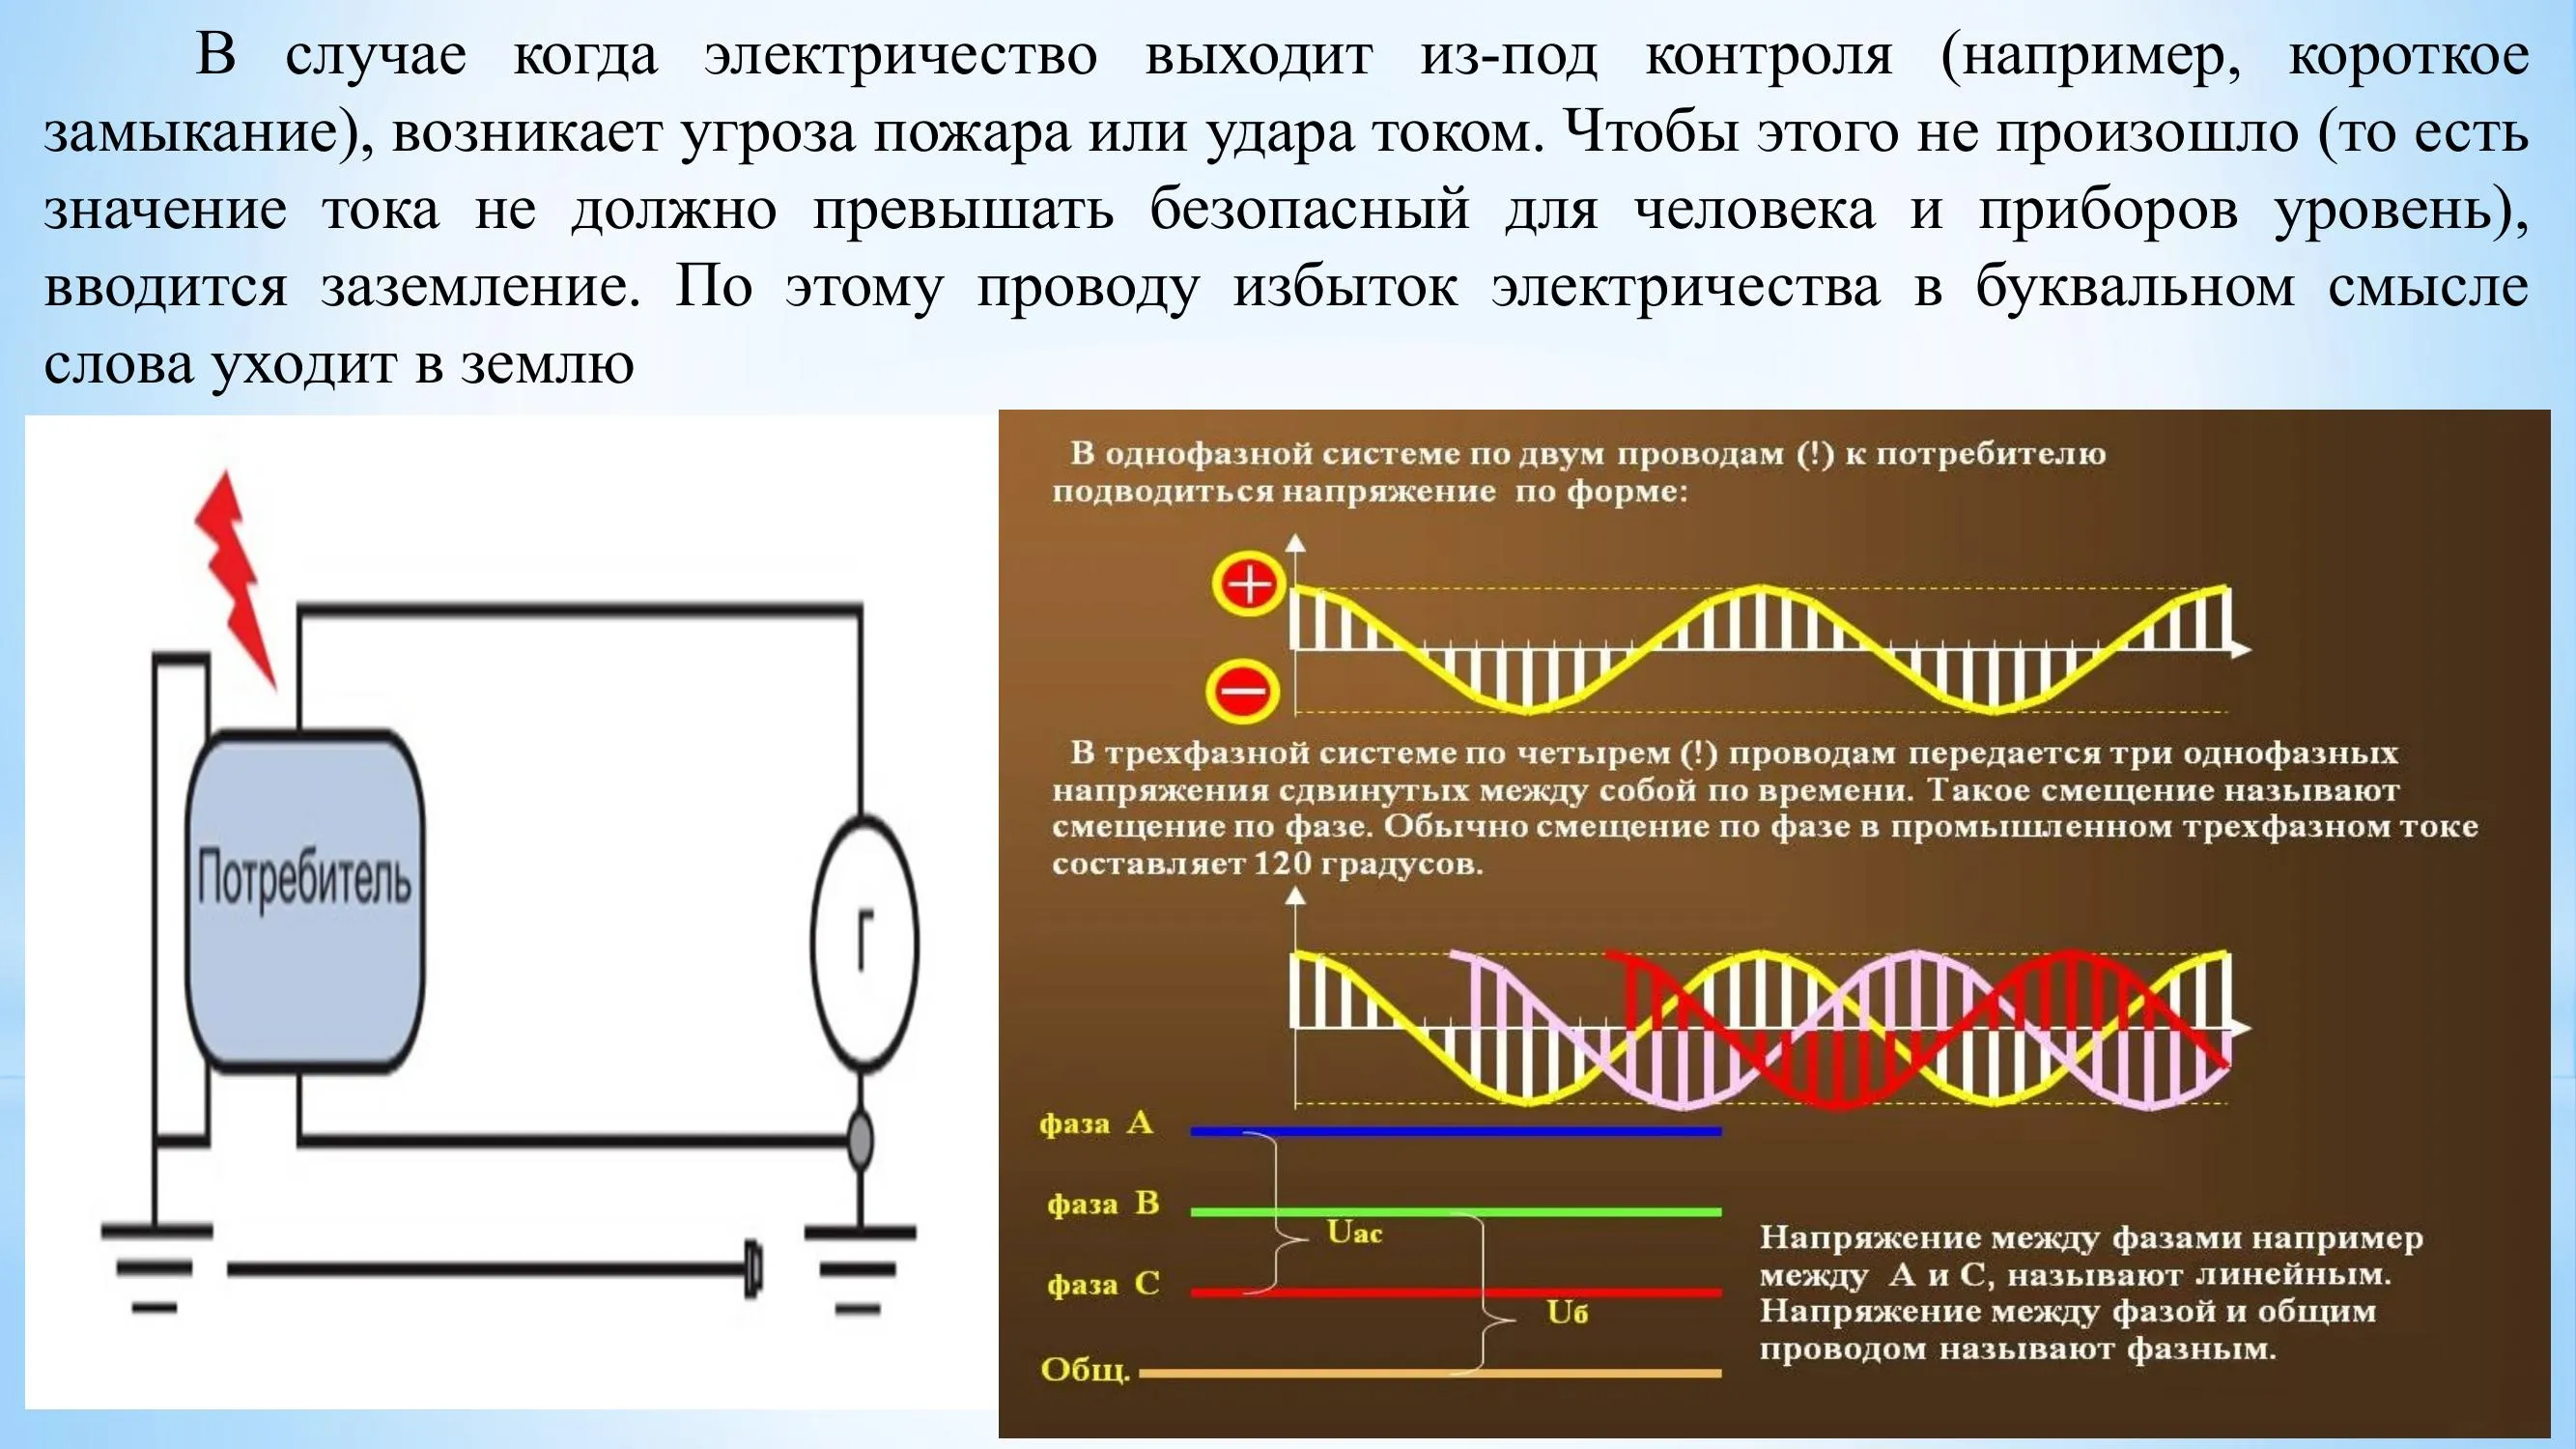 В случае когда электричество выходит из-под контроля (например, короткое
замыкание), возникает угроза пожара или удара током. Чтобы этого не произошло (то есть
значение тока не должно превышать безопасный для человека и приборов уровень),
вводится заземление. По этому проводу избыток электричества в буквальном смысле
слова уходит в землю
Потребитель
Г
В однофазной системе по двум проводам (!) к потребителю
подводиться напряжение по форме:
+
−
В трехфазной системе по четырем (!) проводам передается три однофазных
напряжения сдвинутых между собой по времени. Такое смещение называют
смещение по фазе. Обычно смещение по фазе в промышленном трехфазном токе
составляет 120 градусов.
фаза А
фаза В
Uас
фаза С
Uб
Общ.
Напряжение между фазами например
между А и С, называют линейным.
Напряжение между фазой и общим
проводом называют фазным.